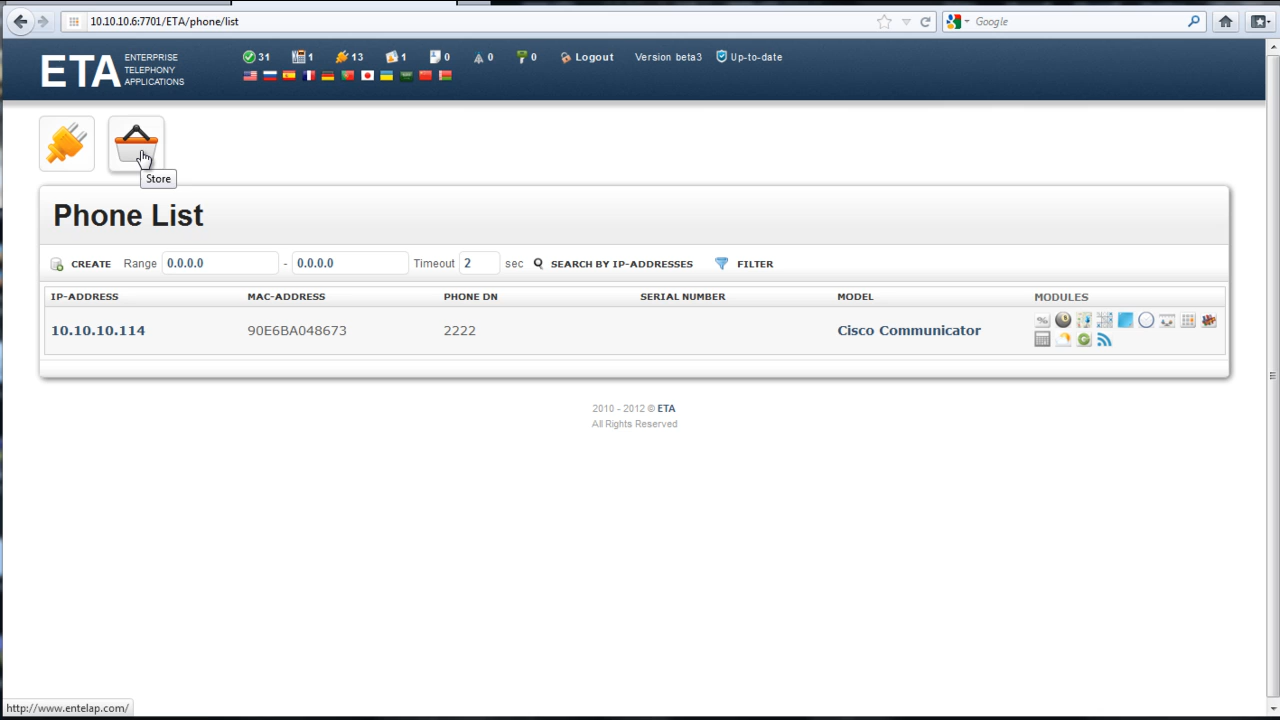 10.10.10.6:7701/ETA/phone/list
Google
ETA
ENTERPRISE
TELEPHONY
APPLICATIONS
31 1 13 1 0 0 0 Logout Version beta3 Up-to-date
Store
Phone List
CREATE Range 0.0.0.0 - 0.0.0.0 Timeout 2 sec SEARCH BY IP-ADDRESSES FILTER
IP-ADDRESS MAC-ADDRESS PHONE DN SERIAL NUMBER MODEL MODULES
10.10.10.114 90E6BA048673 2222 Cisco Communicator
2010 - 2012 © ETA
All Rights Reserved
http://www.entelap.com/